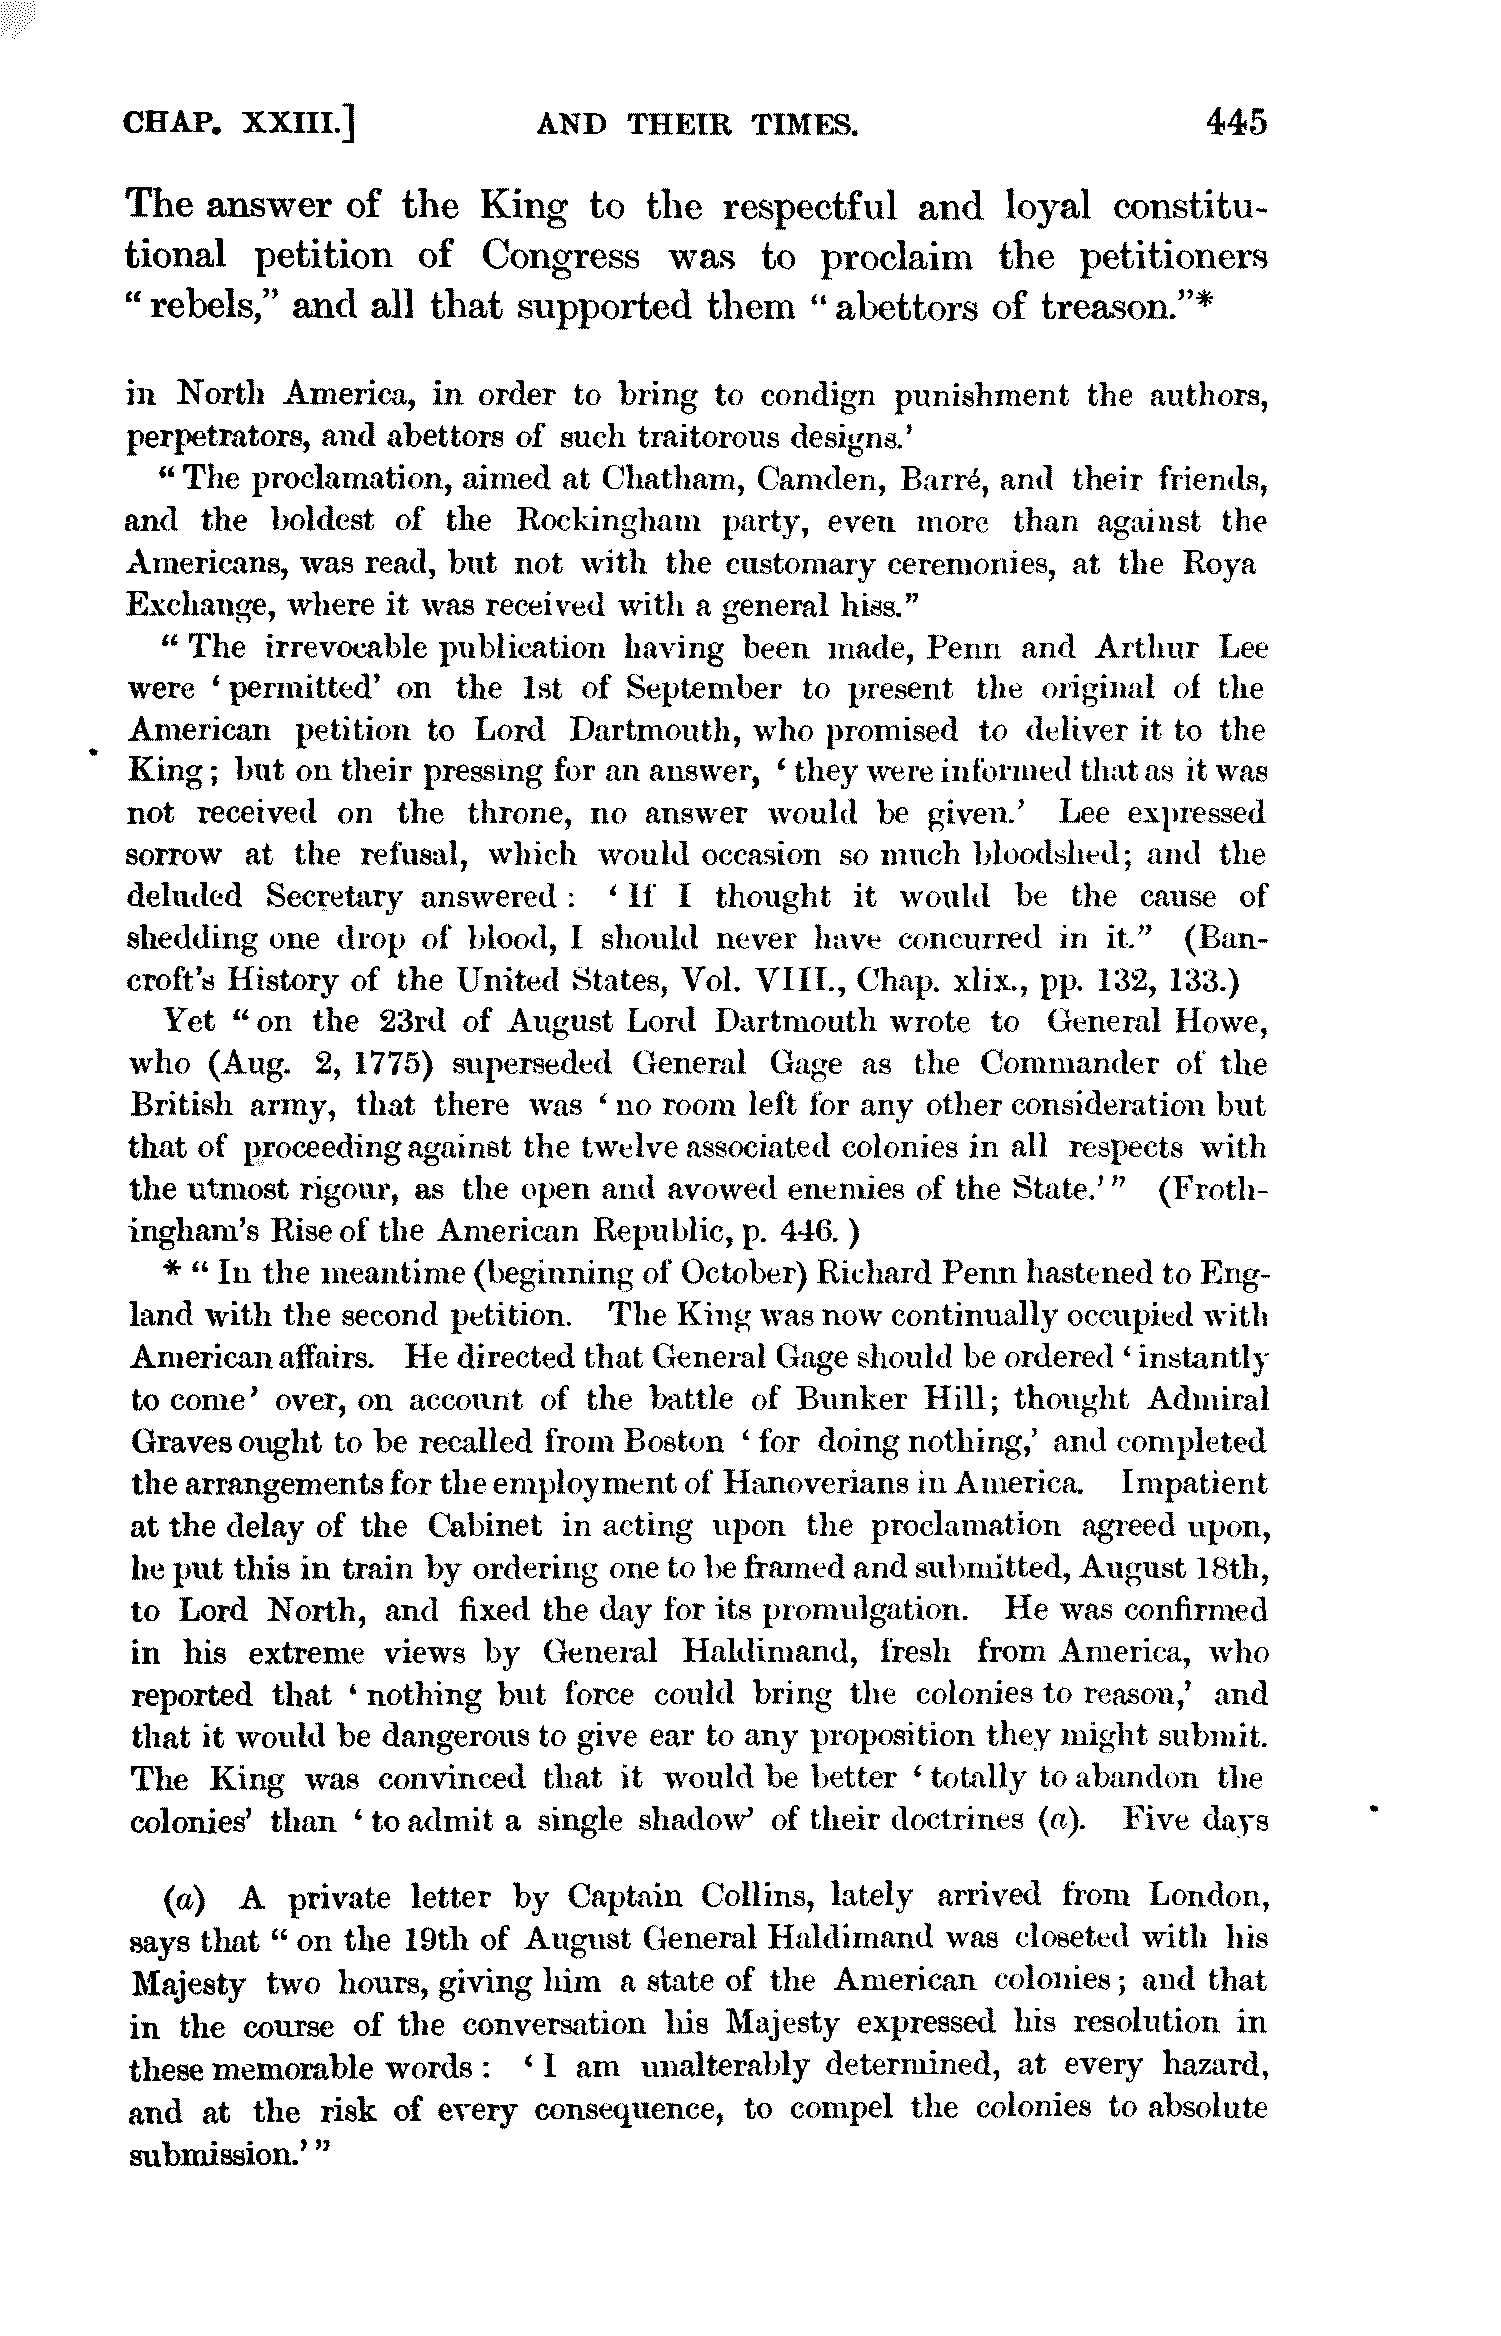 CHAP. XXIII.] AND THEIR TIMES. 445
The answer of the King to the respectful and loyal constitu-
tional petition of Congress was to proclaim the petitioners
“ rebels,” and all that supported them “ abettors of treason.”*
in North America, in order to bring to condign punishment the authors,
perpetrators, and abettors of such traitorous designs.’
“ The proclamation, aimed at Chatham, Camden, Barré, and their friends,
and the boldest of the Rockingham party, even more than against the
Americans, was read, but not with the customary ceremonies, at the Roya
Exchange, where it was received with a general hiss.”
“ The irrevocable publication having been made, Penn and Arthur Lee
were ‘ permitted’ on the 1st of September to present the original of the
American petition to Lord Dartmouth, who promised to deliver it to the
King ; but on their pressing for an answer, ‘ they were informed that as it was
not received on the throne, no answer would be given.’ Lee expressed
sorrow at the refusal, which would occasion so much bloodshed ; and the
deluded Secretary answered : ‘ If I thought it would be the cause of
shedding one drop of blood, I should never have concurred in it.” (Ban-
croft’s History of the United States, Vol. VIII., Chap. xlix., pp. 132, 133.)
Yet “ on the 23rd of August Lord Dartmouth wrote to General Howe,
who (Aug. 2, 1775) superseded General Gage as the Commander of the
British army, that there was ‘ no room left for any other consideration but
that of proceeding against the twelve associated colonies in all respects with
the utmost rigour, as the open and avowed enemies of the State.’ ” (Froth-
ingham’s Rise of the American Republic, p. 446. )
* “ In the meantime (beginning of October) Richard Penn hastened to Eng-
land with the second petition. The King was now continually occupied with
American affairs. He directed that General Gage should be ordered ‘ instantly
to come’ over, on account of the battle of Bunker Hill ; thought Admiral
Graves ought to be recalled from Boston ‘ for doing nothing,’ and completed
the arrangements for the employment of Hanoverians in America. Impatient
at the delay of the Cabinet in acting upon the proclamation agreed upon,
he put this in train by ordering one to be framed and submitted, August 18th,
to Lord North, and fixed the day for its promulgation. He was confirmed
in his extreme views by General Haldimand, fresh from America, who
reported that ‘ nothing but force could bring the colonies to reason,’ and
that it would be dangerous to give ear to any proposition they might submit.
The King was convinced that it would be better ‘ totally to abandon the
colonies’ than ‘ to admit a single shadow’ of their doctrines (a). Five days
(a) A private letter by Captain Collins, lately arrived from London,
says that “ on the 19th of August General Haldimand was closeted with his
Majesty two hours, giving him a state of the American colonies ; and that
in the course of the conversation his Majesty expressed his resolution in
these memorable words : ‘ I am unalterably determined, at every hazard,
and at the risk of every consequence, to compel the colonies to absolute
submission.’ ”